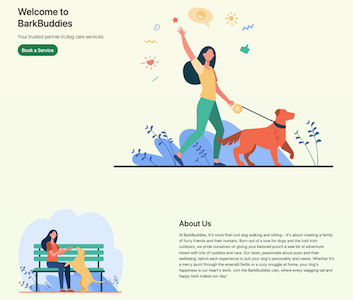 Welcome to
BarkBuddies
Your trusted partner in dog care services.
Book a Service
About Us
At BarkBuddies, it's more than just dog walking and sitting – it's about creating a
family of furry friends and their humans. Born out of a love for dogs and the lush Irish
outdoors, we pride ourselves on giving your beloved pooch a wee bit of adventure
mixed with lots of cuddles and care. Our team, passionate about pups and their
wellbeing, tailors each experience to suit your dog's personality and needs. Whether it's
a merry jaunt through the emerald fields or a cozy snuggle at home, your dog's
happiness is our heart's work. Join the BarkBuddies clan, where every wagging tail and
happy bark makes our day!